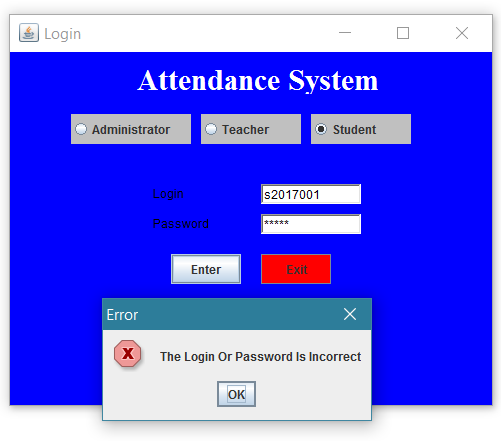 Login
Attendance System
Administrator Teacher Student
Login s2017001
Password *****
Enter Exit
Error
X
The Login Or Password Is Incorrect
OK